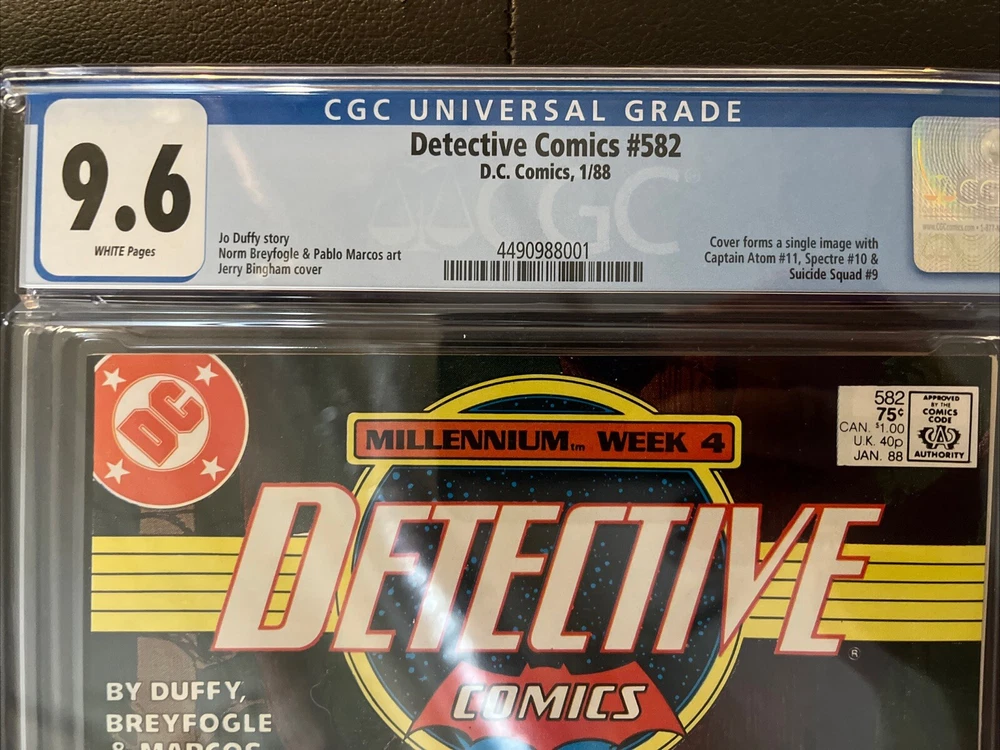 CGC UNIVERSAL GRADE
9.6
WHITE Pages
Detective Comics #582
D.C. Comics, 1/88
CGC
Jo Duffy story
Norm Breyfogle & Pablo Marcos art
Jerry Bingham cover
4490988001
Cover forms a single image with
Captain Atom #11, Spectre #10 &
Suicide Squad #9
DC
MILLENNIUM™ WEEK 4
582
75¢
CAN. $1.00
U.K. 40p
JAN. 88
APPROVED
BY THE
COMICS
CODE
CA
AUTHORITY
DETECTIVE
®
COMICS
BY DUFFY,
BREYFOGLE
& MARCOS